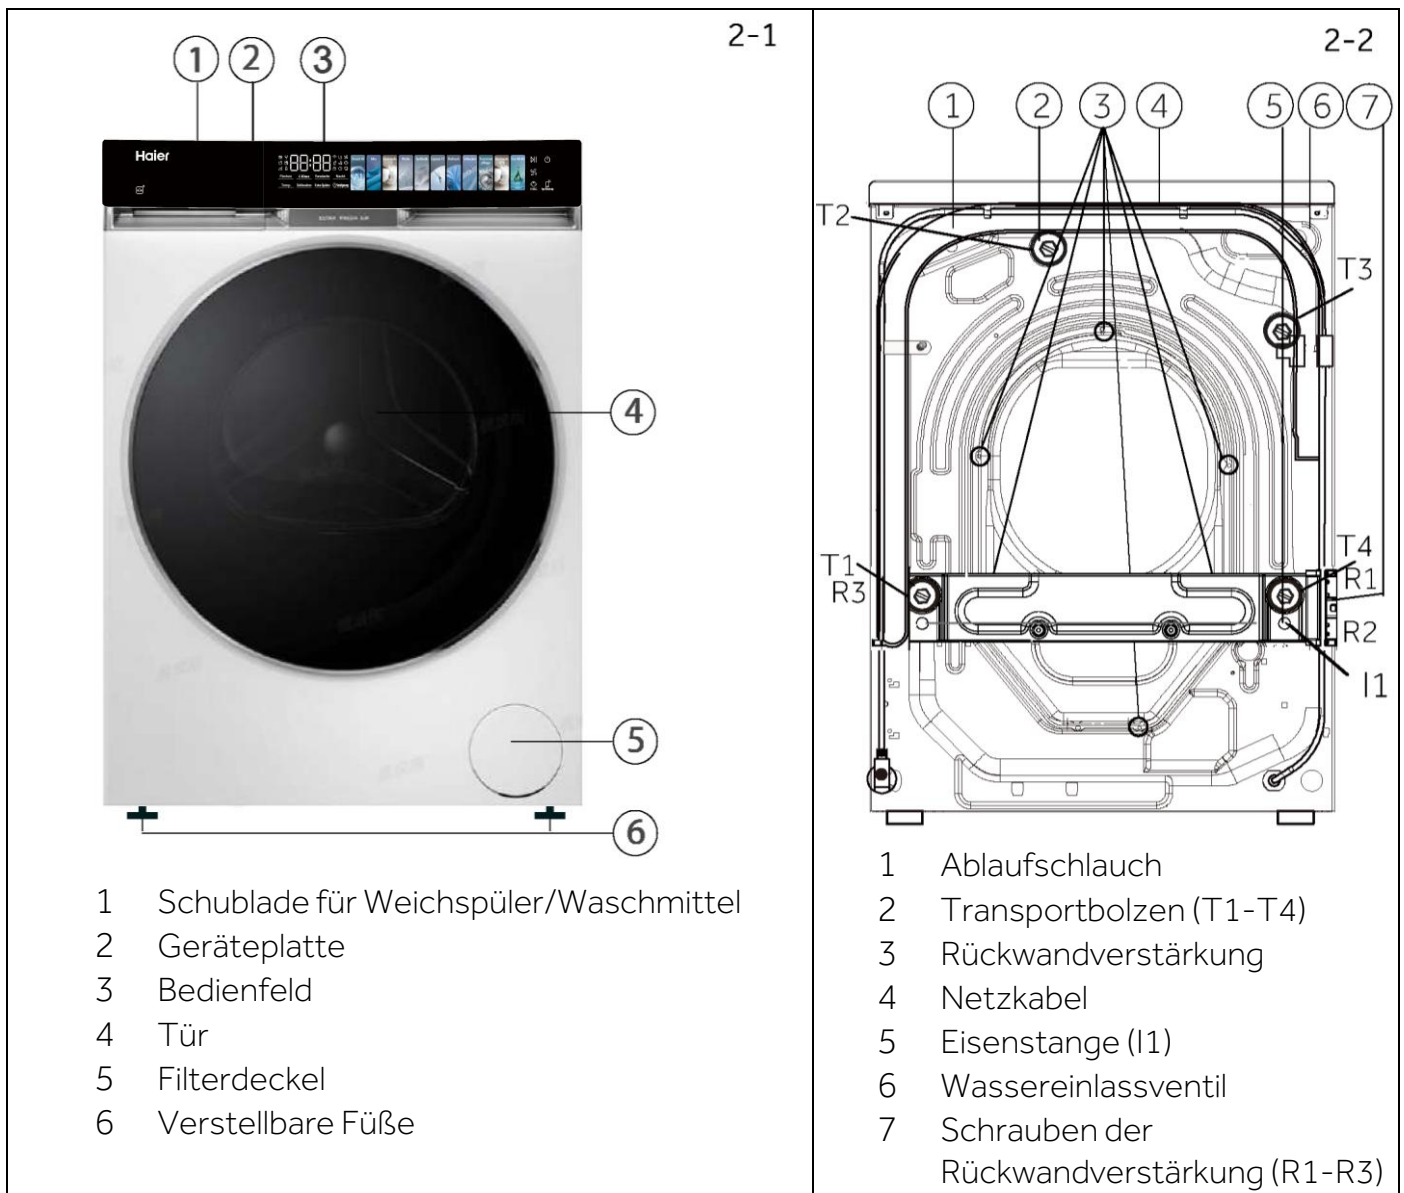 2-1
1 2 3
Haier
88:88
4
5
6
1 Schublade für Weichspüler/Waschmittel
2 Geräteplatte
3 Bedienfeld
4 Tür
5 Filterdeckel
6 Verstellbare Füße
2-2
1 2 3 4 5 6 7
T2
T3
T1
R3
T4
R1
R2
I1
1 Ablaufschlauch
2 Transportbolzen (T1-T4)
3 Rückwandverstärkung
4 Netzkabel
5 Eisenstange (I1)
6 Wassereinlassventil
7 Schrauben der
Rückwandverstärkung (R1-R3)